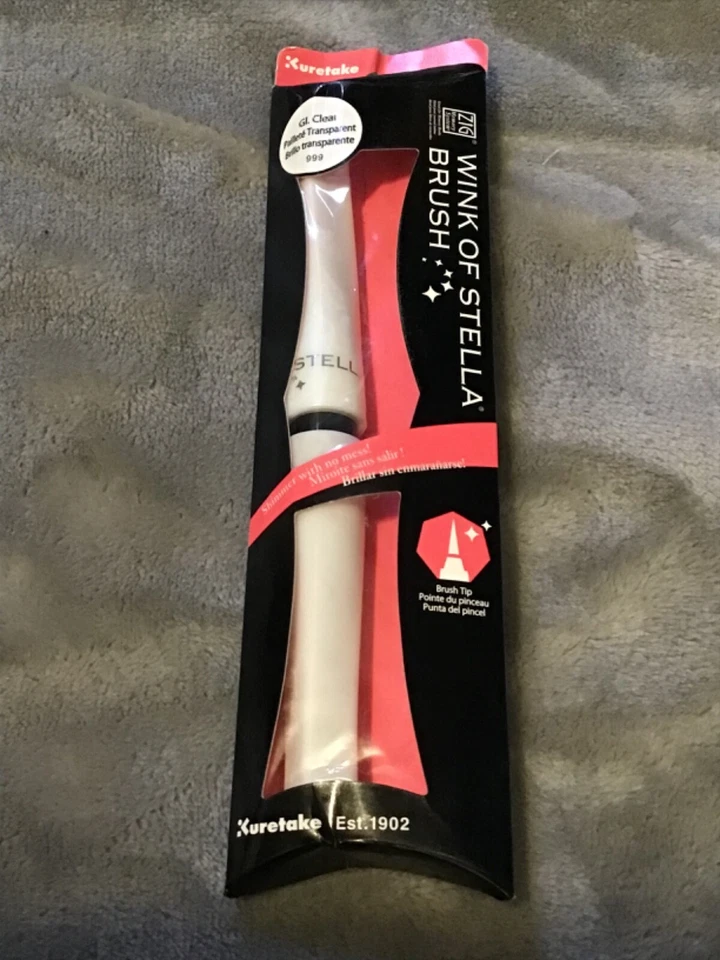 Kuretake
Gl. Clear
Pailleté Transparent
Brillo transparente
999
ZIG
WINK OF STELLA®
BRUSH
STELL
Shimmer with no mess!
Miroite sans salir !
Brillar sin enmarañarse!
Brush Tip
Pointe du pinceau
Punta del pincel
Kuretake Est.1902